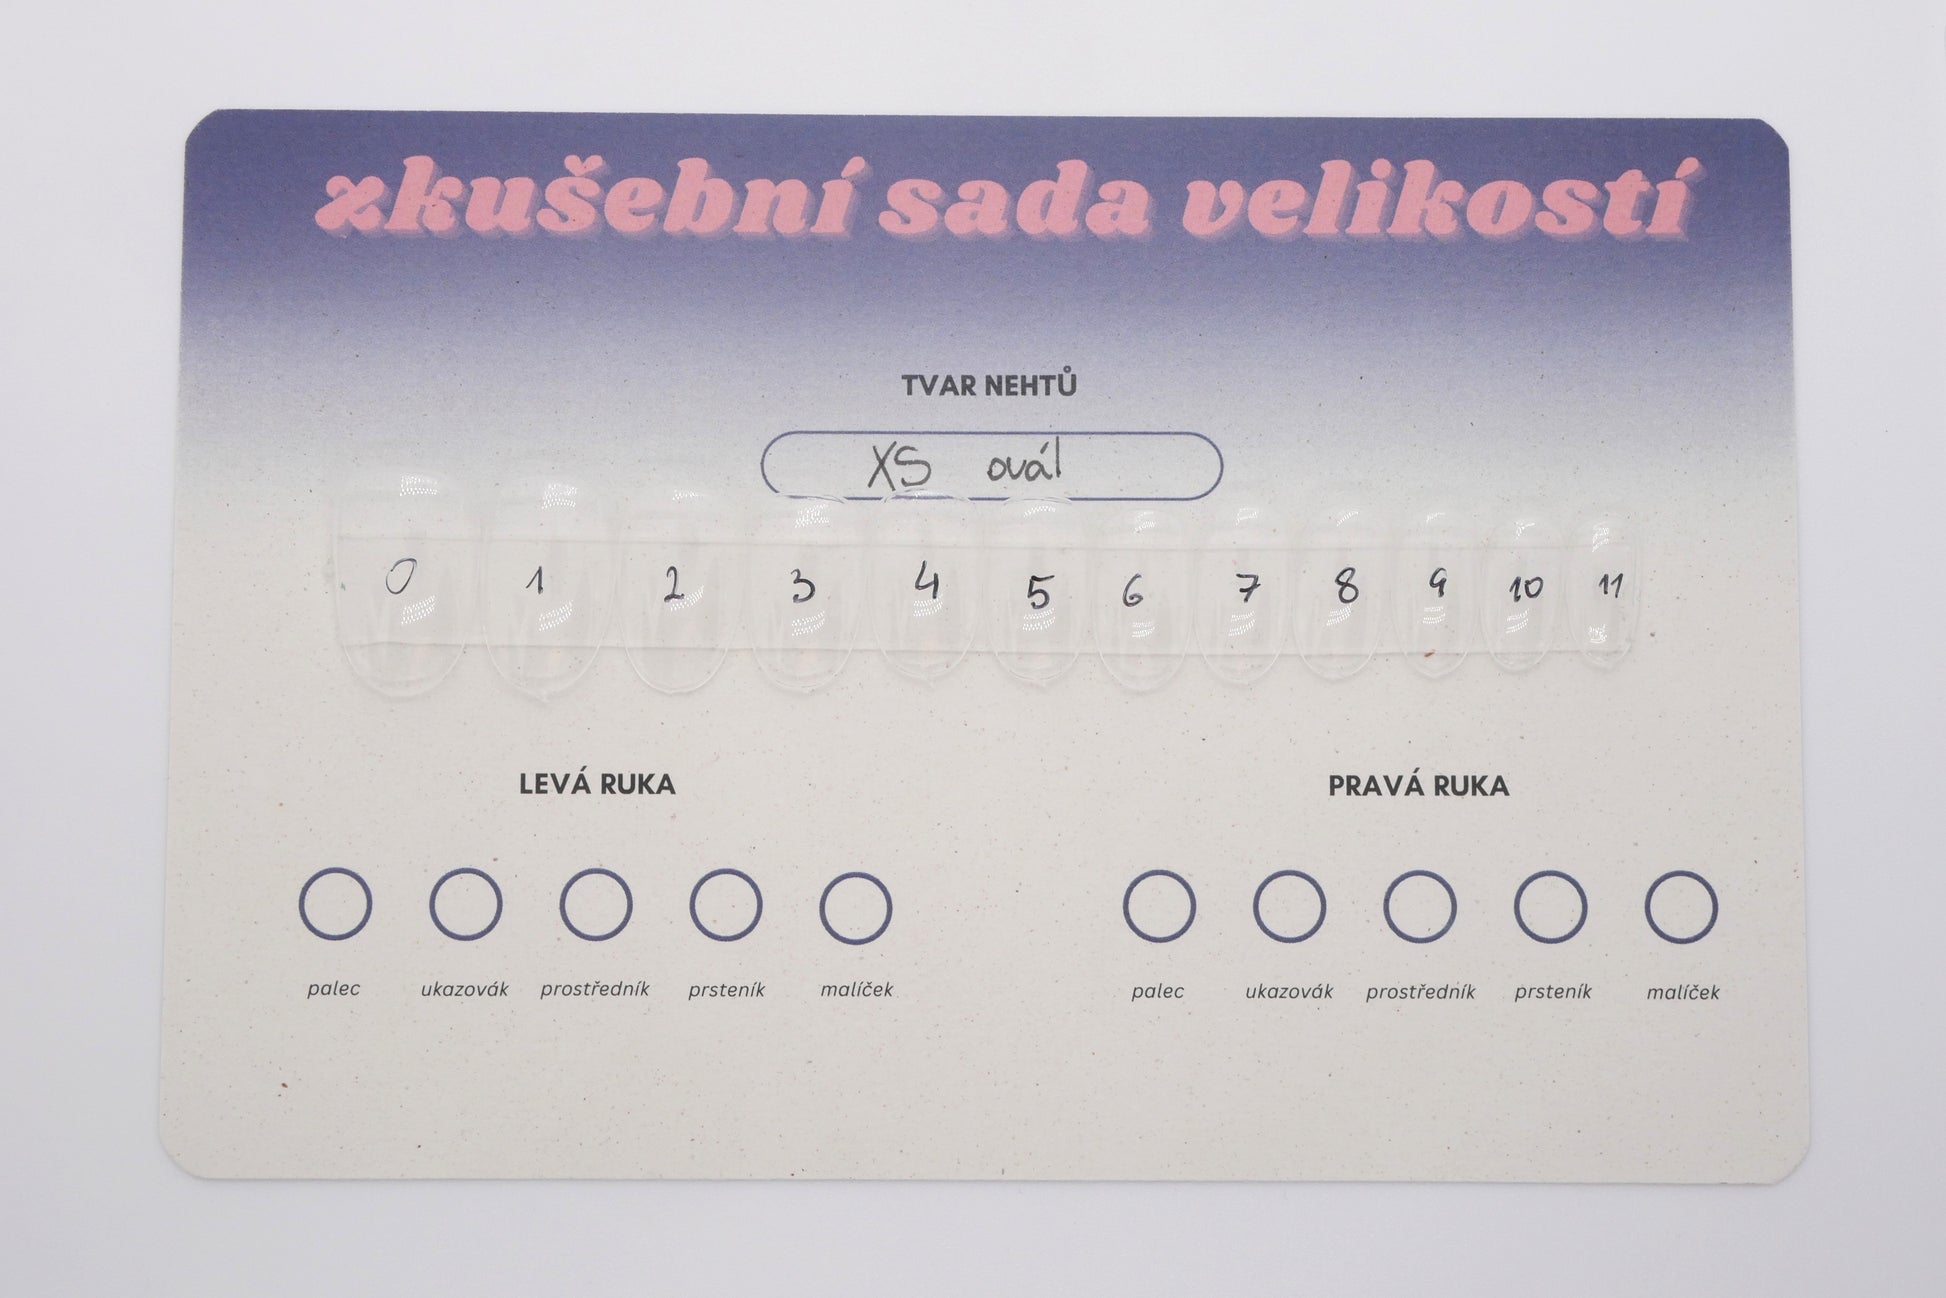 zkušební sada velikostí
TVAR NEHTŮ
XS ovál
0 1 2 3 4 5 6 7 8 9 10 11
LEVÁ RUKA
palec ukazovák prostředník prsteník malíček
PRAVÁ RUKA
palec ukazovák prostředník prsteník malíček